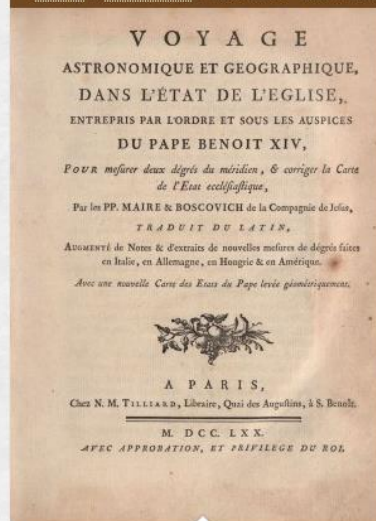 VOYAGE
ASTRONOMIQUE ET GEOGRAPHIQUE,
DANS L'ÉTAT DE L'EGLISE,
ENTREPRIS PAR L'ORDRE ET SOUS LES AUSPICES
DU PAPE BENOIT XIV,
POUR mesurer deux dégrés du méridien, & corriger la Carte
de l'Etat ecclésiastique,
Par les PP. MAIRE & BOSCOVICH de la Compagnie de Jesus,
TRADUIT DU LATIN,
AUGMENTÉ de Notes & d'extraits de nouvelles mesures de dégrés faites
en Italie, en Allemagne, en Hongrie & en Amérique.
Avec une nouvelle Carte des Etats du Pape levée géométriquement.
A PARIS,
Chez N. M. TILLIARD, Libraire, Quai des Augustins, à S. Benoît.
M. DCC. LXX.
AVEC APPROBATION, ET PRIVILEGE DU ROI.